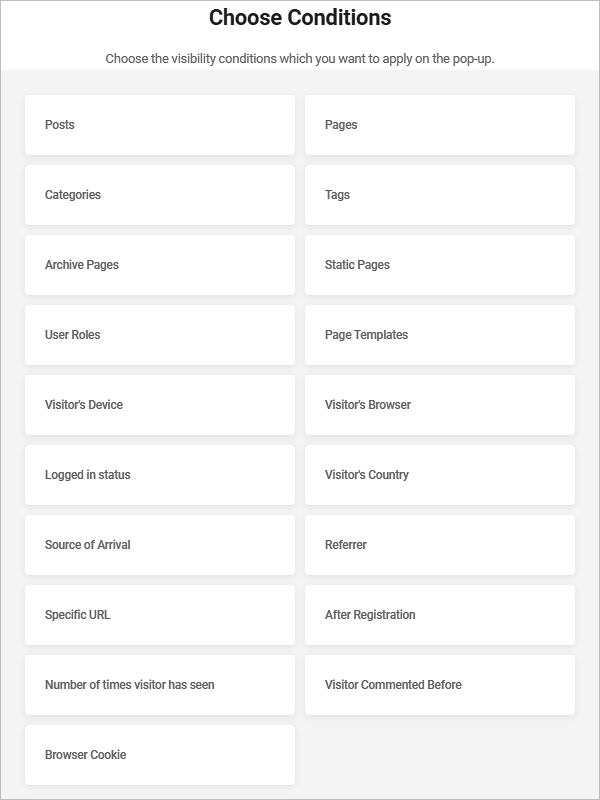 Choose Conditions
Choose the visibility conditions which you want to apply on the pop-up.
Posts
Pages
Categories
Tags
Archive Pages
Static Pages
User Roles
Page Templates
Visitor's Device
Visitor's Browser
Logged in status
Visitor's Country
Source of Arrival
Referrer
Specific URL
After Registration
Number of times visitor has seen
Visitor Commented Before
Browser Cookie